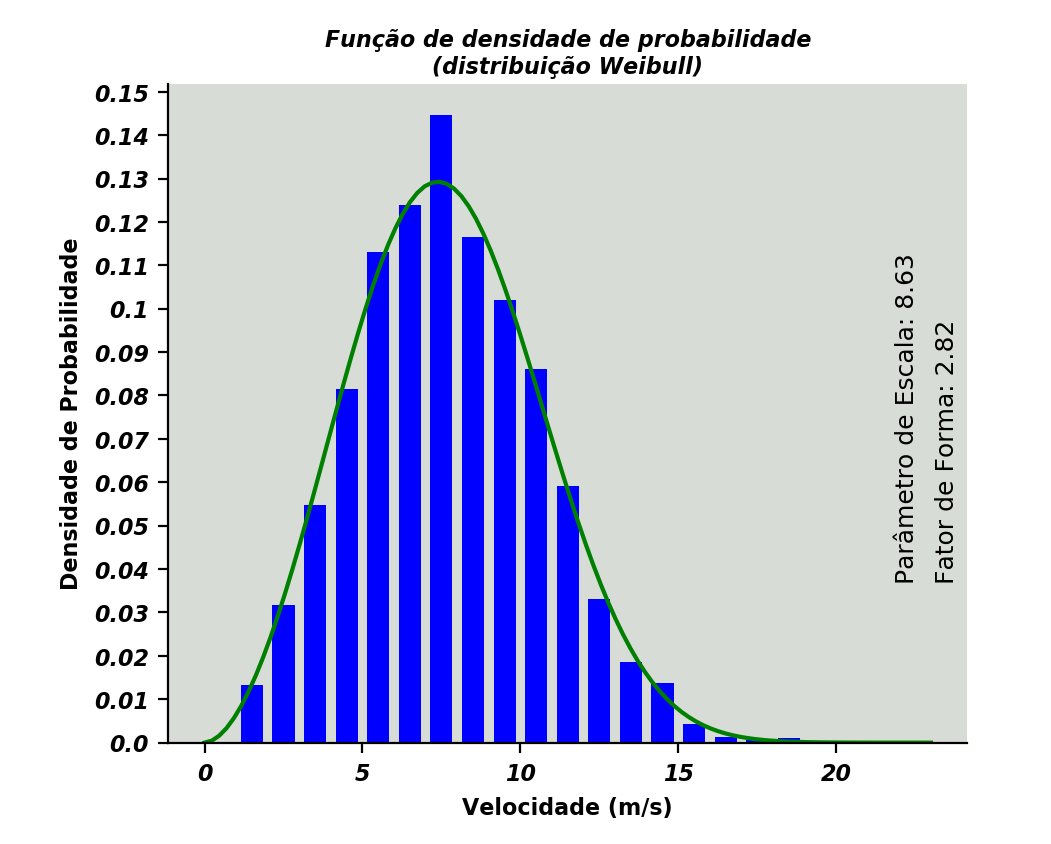 Função de densidade de probabilidade
(distribuição Weibull)
0.15
0.14
0.13
0.12
0.11
0.1
0.09
0.08
0.07
0.06
0.05
0.04
0.03
0.02
0.01
0.0
Densidade de Probabilidade
0 5 10 15 20
Velocidade (m/s)
Parâmetro de Escala: 8.63
Fator de Forma: 2.82